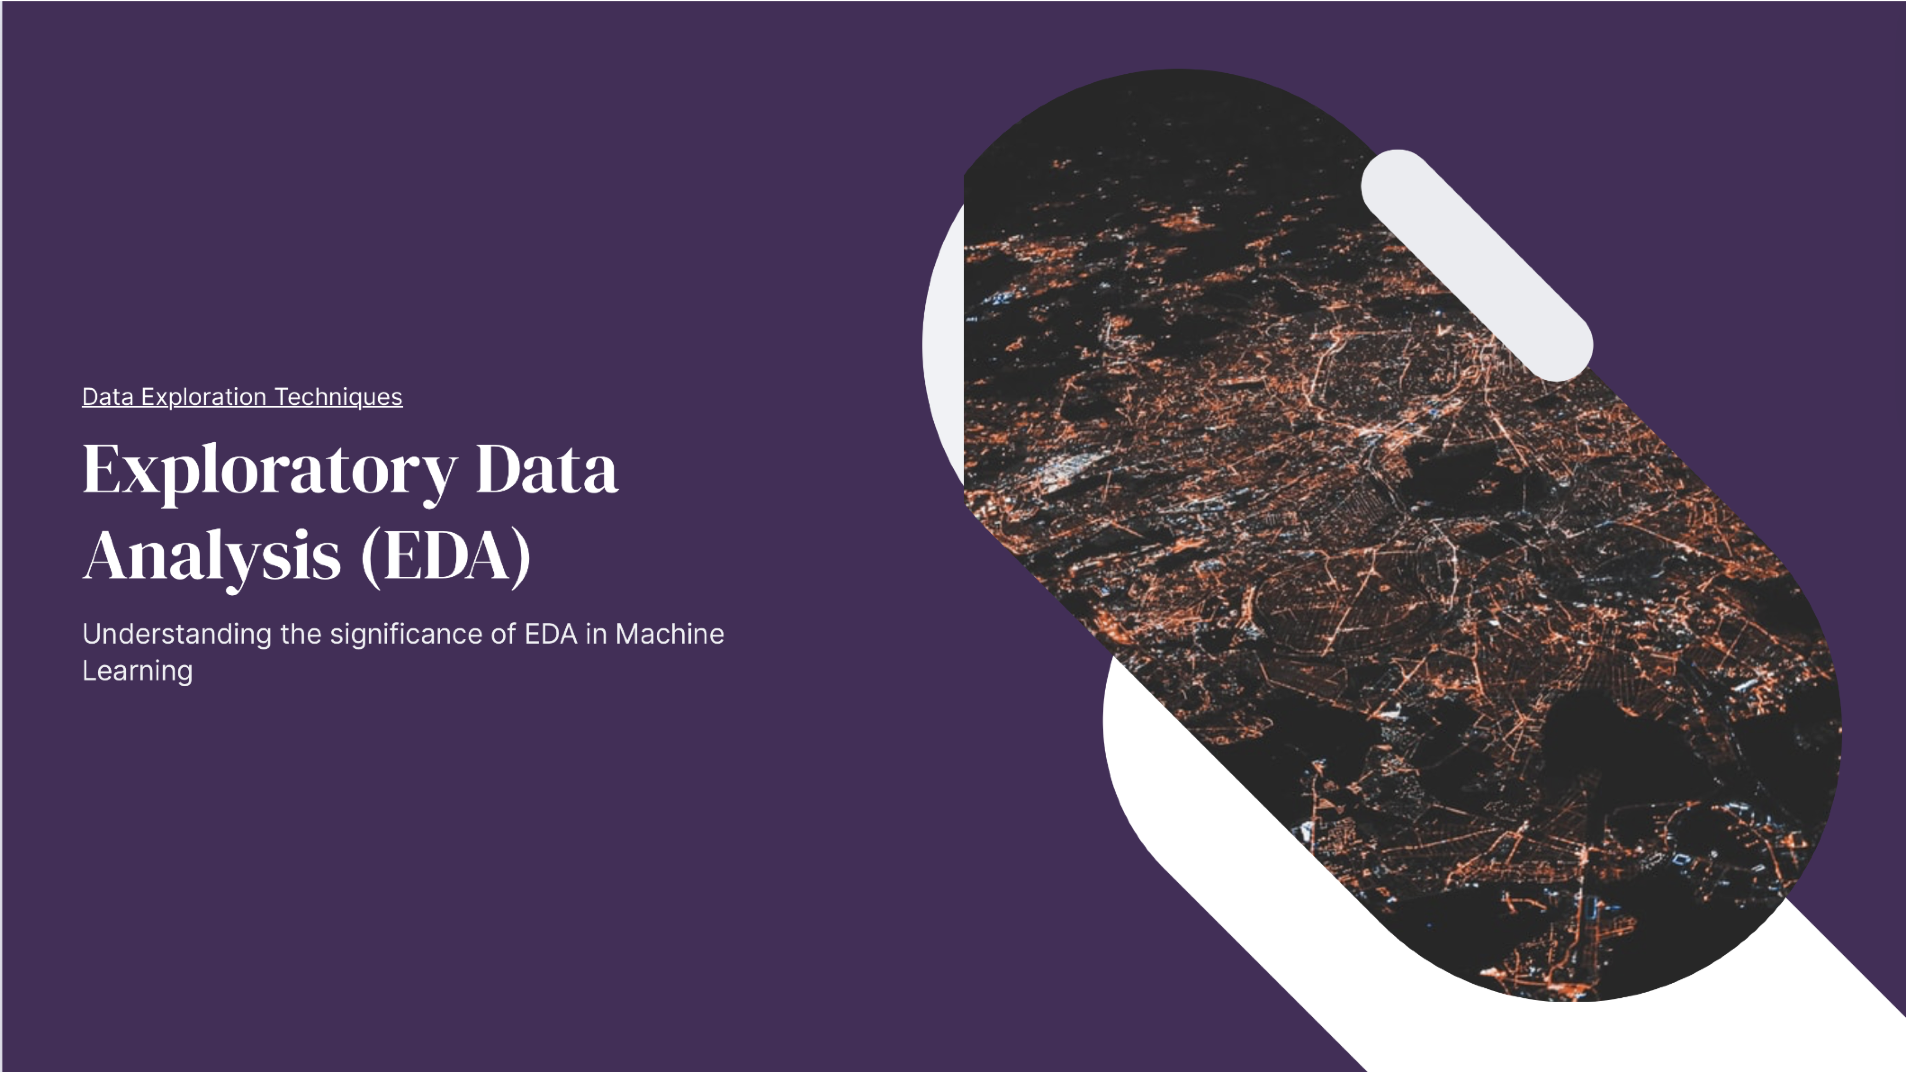 Data Exploration Techniques
Exploratory Data
Analysis (EDA)
Understanding the significance of EDA in Machine
Learning